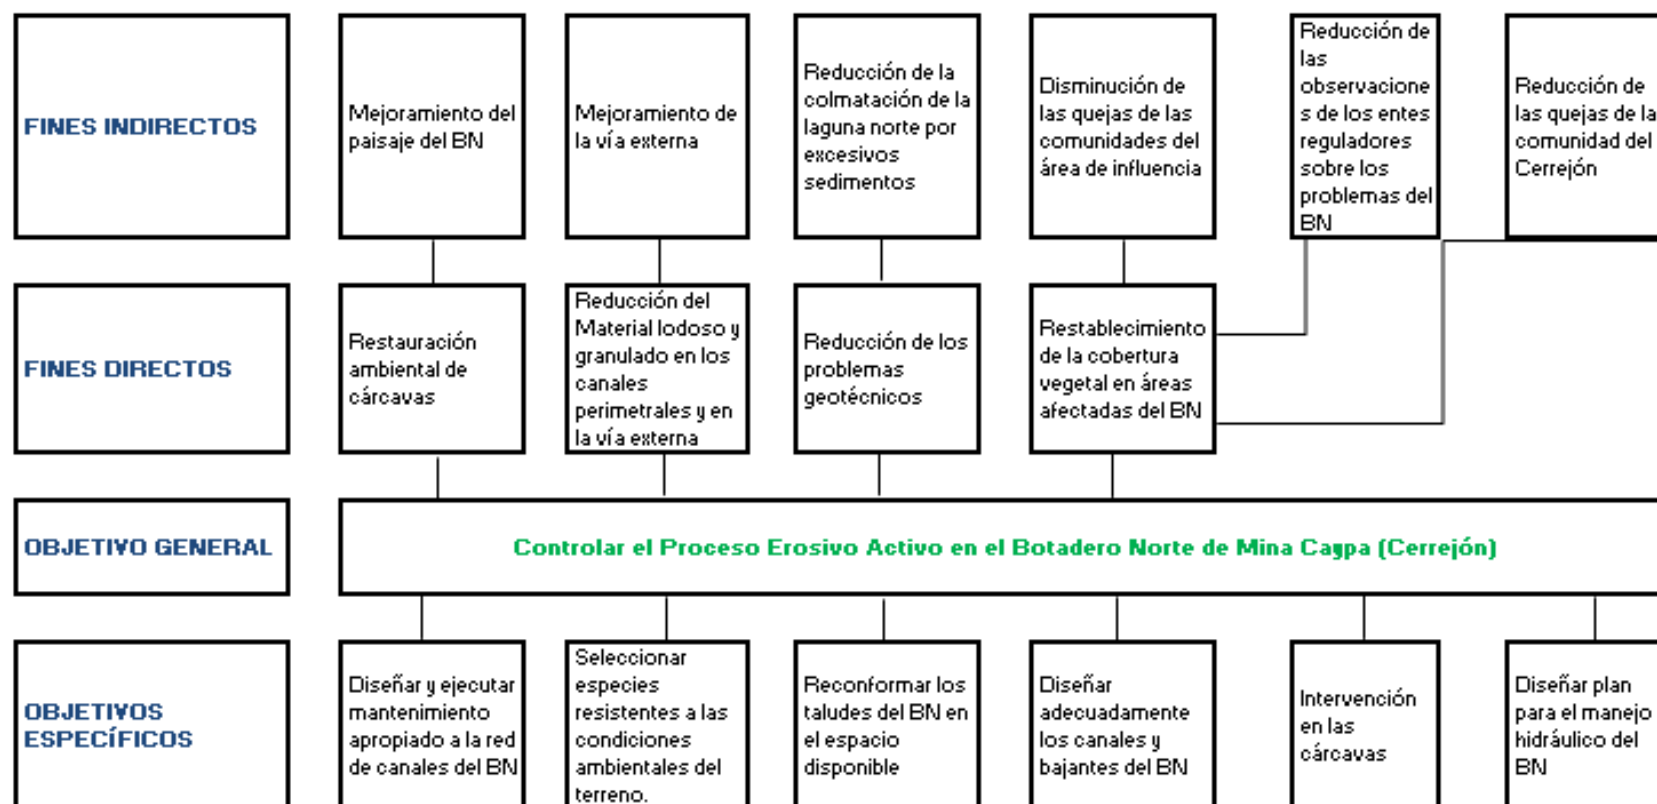 FINES INDIRECTOS
Mejoramiento del
paisaje del BN
Mejoramiento de
la vía externa
Reducción de la
colmatación de la
laguna norte por
excesivos
sedimentos
Disminución de
las quejas de las
comunidades del
área de influencia
Reducción de
las
observacione
s de los entes
reguladores
sobre los
problemas del
BN
Reducción de
las quejas de la
comunidad del
Cerrejón
FINES DIRECTOS
Restauración
ambiental de
cárcavas
Reducción del
Material lodoso y
granulado en los
canales
perimetrales y en
la vía externa
Reducción de los
problemas
geotécnicos
Restablecimiento
de la cobertura
vegetal en áreas
afectadas del BN
OBJETIVO GENERAL
Controlar el Proceso Erosivo Activo en el Botadero Norte de Mina Caypa (Cerrejón)
OBJETIVOS
ESPECÍFICOS
Diseñar y ejecutar
mantenimiento
apropiado a la red
de canales del BN
Seleccionar
especies
resistentes a las
condiciones
ambientales del
terreno.
Reconformar los
taludes del BN en
el espacio
disponible
Diseñar
adecuadamente
los canales y
bajantes del BN
Intervención
en las
cárcavas
Diseñar plan
para el manejo
hidráulico del
BN